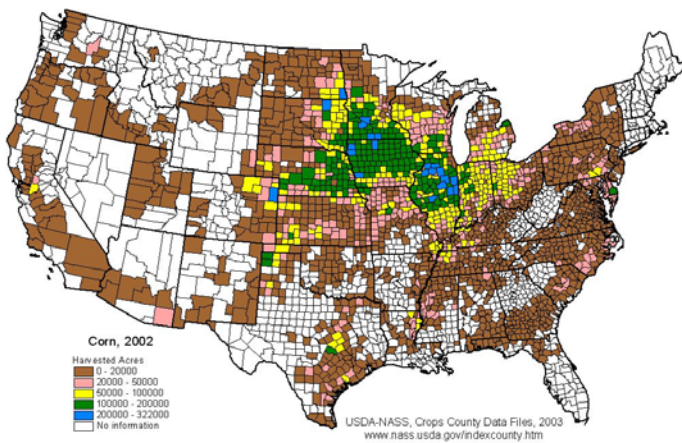 Corn, 2002
Harvested Acres
0 - 20000
20000 - 50000
50000 - 100000
100000 - 200000
200000 - 322000
No information
USDA-NASS, Crops County Data Files, 2003
www.nass.usda.gov/indexcounty.htm